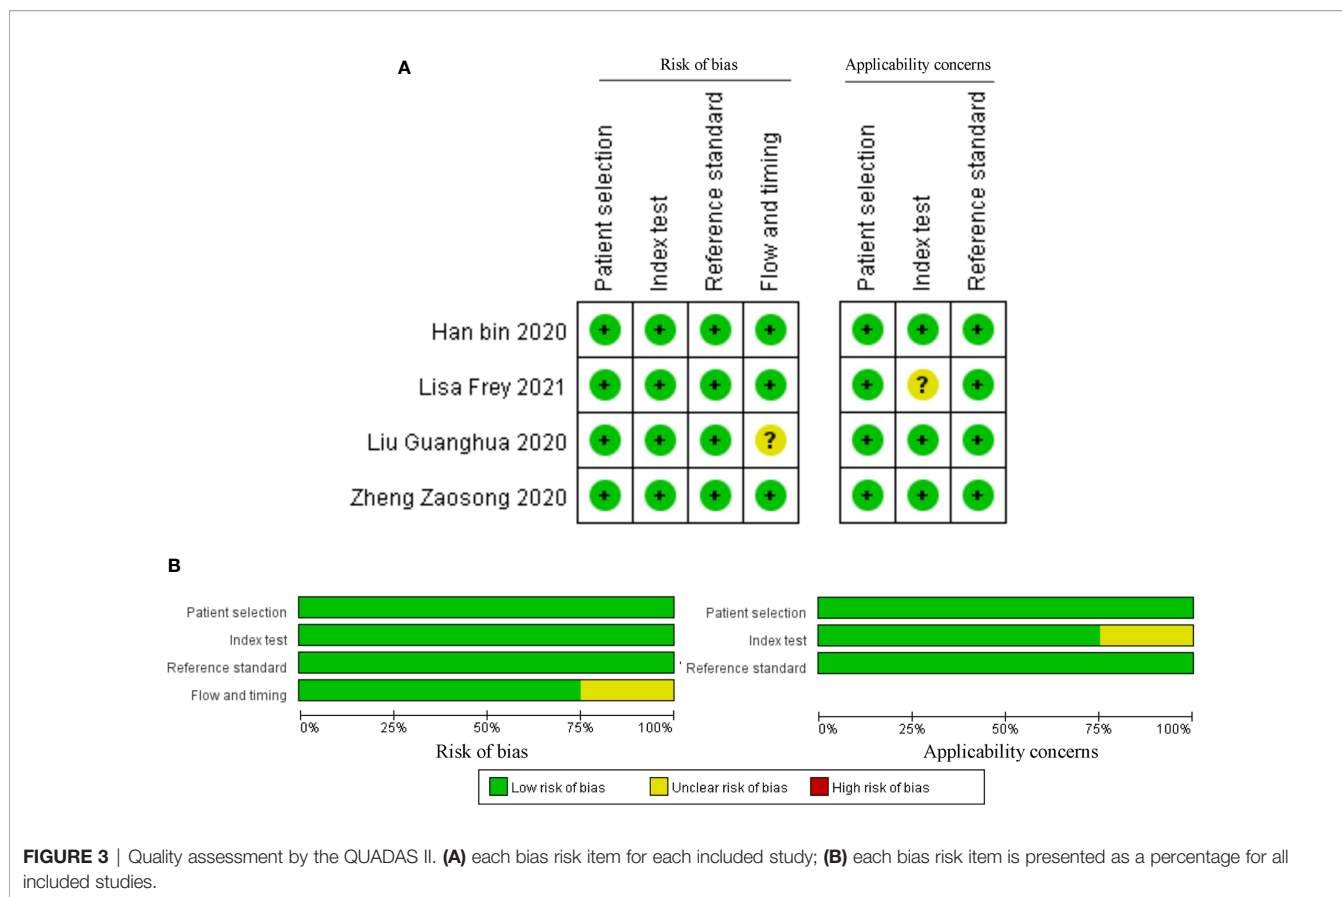 A
Risk of bias
Applicability concerns
Patient selection
Index test
Reference standard
Flow and timing
Patient selection
Index test
Reference standard
Han bin 2020
+ + + + + + +
Lisa Frey 2021
+ + + + + ? +
Liu Guanghua 2020
+ + + ? + + +
Zheng Zaosong 2020
+ + + + + + +
B
Patient selection
Index test
Reference standard
Flow and timing
0% 25% 50% 75% 100%
Risk of bias
Patient selection
Index test
Reference standard
0% 25% 50% 75% 100%
Applicability concerns
Low risk of bias Unclear risk of bias High risk of bias
FIGURE 3 | Quality assessment by the QUADAS II. (A) each bias risk item for each included study; (B) each bias risk item is presented as a percentage for all
included studies.